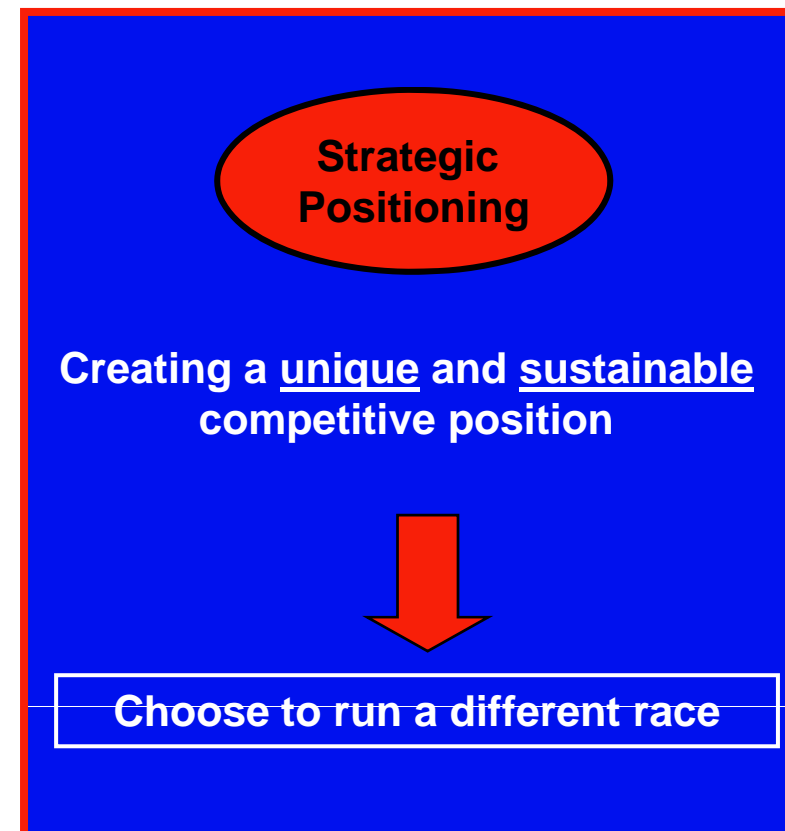 Strategic
Positioning
Creating a unique and sustainable
competitive position
Choose to run a different race